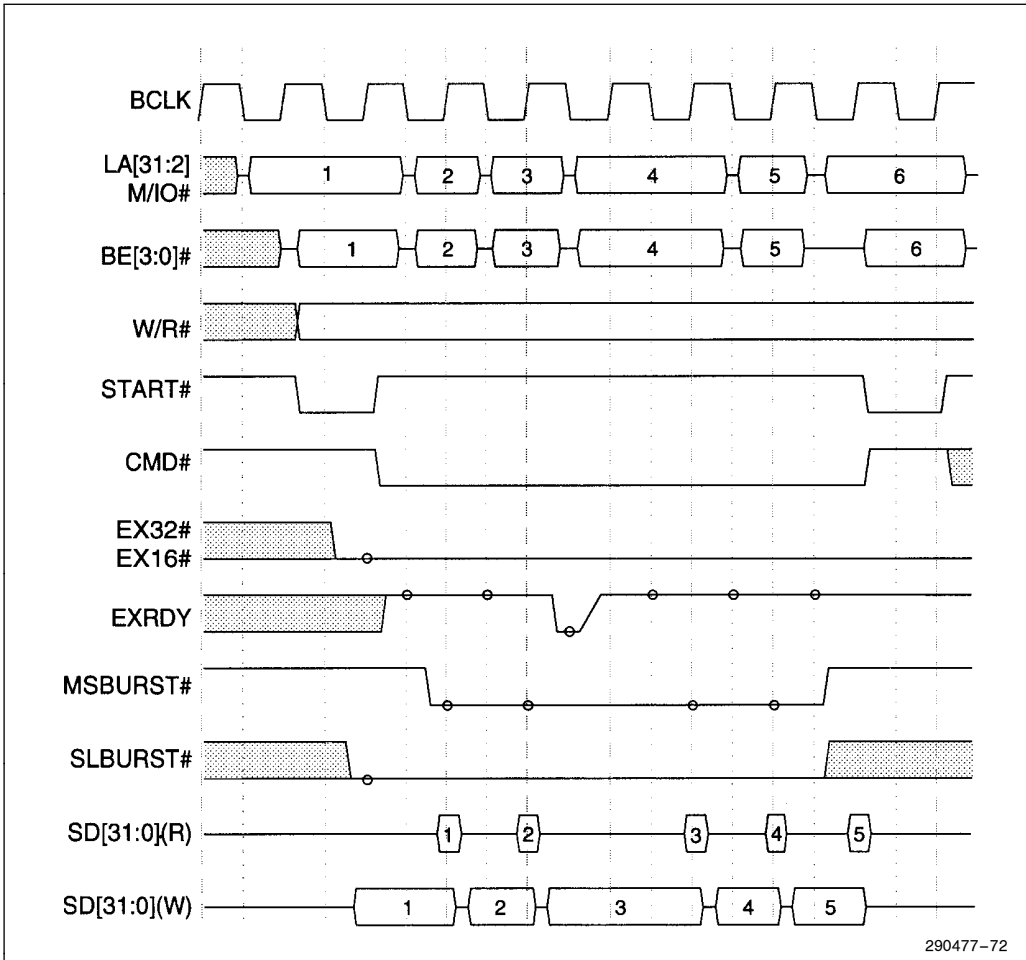 BCLK
LA[31:2]
M/IO#
1 2 3 4 5 6
BE[3:0]#
1 2 3 4 5 6
W/R#
START#
CMD#
EX32#
EX16#
EXRDY
MSBURST#
SLBURST#
SD[31:0](R)
1 2 3 4 5
SD[31:0](W)
1 2 3 4 5
290477–72